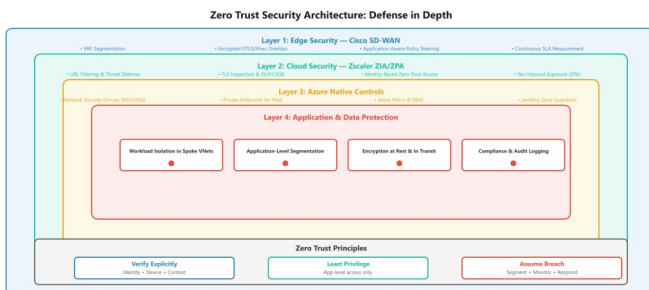 Zero Trust Security Architecture: Defense in Depth
Layer 1: Edge Security — Cisco SD-WAN
• VRF Segmentation • Encrypted DTLS/IPsec Overlays • Application-Aware Policy Steering • Continuous SLA Measurement
Layer 2: Cloud Security — Zscaler ZIA/ZPA
• URL Filtering & Threat Defense • TLS Inspection & DLP/CASB • Identity-Based Zero Trust Access • No Inbound Exposure (ZPA)
Layer 3: Azure Native Controls
• Network Security Groups (NSG/ASG) • Private Endpoints for PaaS • Azure Policy & RBAC • Landing Zone Guardrails
Layer 4: Application & Data Protection
Workload Isolation in Spoke VNets Application-Level Segmentation Encryption at Rest & In Transit Compliance & Audit Logging
Zero Trust Principles
Verify Explicitly Least Privilege Assume Breach
Identity • Device • Context App level access only Segment • Monitor • Respond